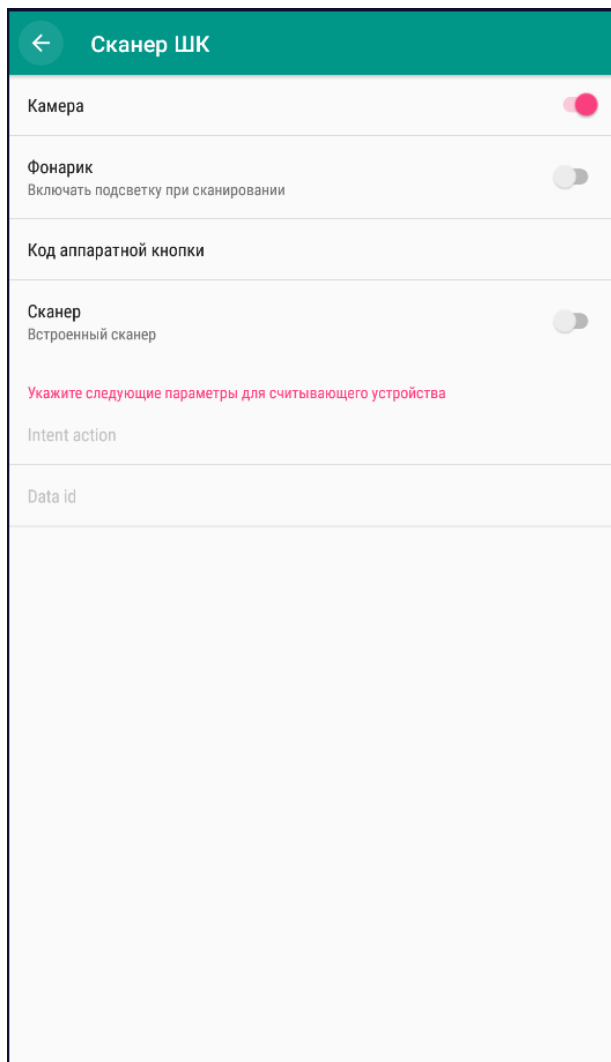 Сканер ШК
Камера
Фонарик
Включать подсветку при сканировании
Код аппаратной кнопки
Сканер
Встроенный сканер
Укажите следующие параметры для считывающего устройства
Intent action
Data id